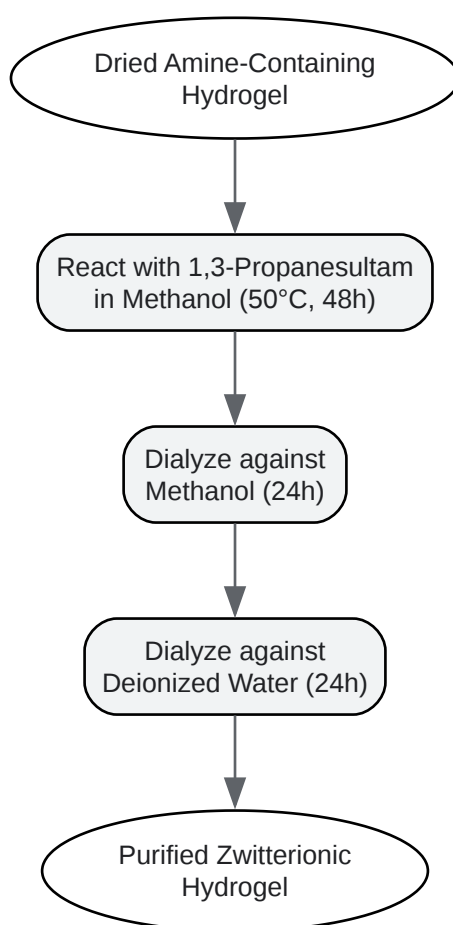 Dried Amine-Containing
Hydrogel
React with 1,3-Propanesultam
in Methanol (50°C, 48h)
Dialyze against
Methanol (24h)
Dialyze against
Deionized Water (24h)
Purified Zwitterionic
Hydrogel